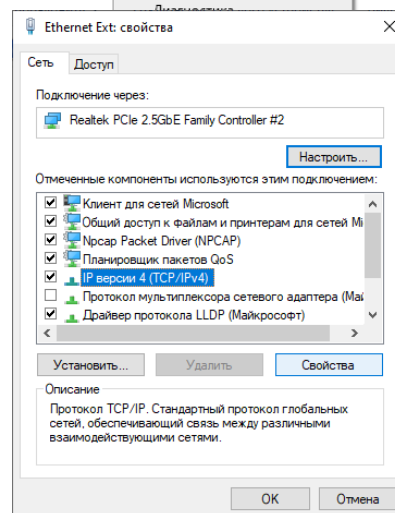 Диагностика
Ethernet Ext: свойства
Сеть Доступ
Подключение через:
Realtek PCIe 2.5GbE Family Controller #2
Настроить...
Отмеченные компоненты используются этим подключением:
Клиент для сетей Microsoft
Общий доступ к файлам и принтерам для сетей Mi
Npcap Packet Driver (NPCAP)
Планировщик пакетов QoS
IP версии 4 (TCP/IPv4)
Протокол мультиплексора сетевого адаптера (Май
Драйвер протокола LLDP (Майкрософт)
Установить... Удалить Свойства
Описание
Протокол TCP/IP. Стандартный протокол глобальных
сетей, обеспечивающий связь между различными
взаимодействующими сетями.
OK Отмена